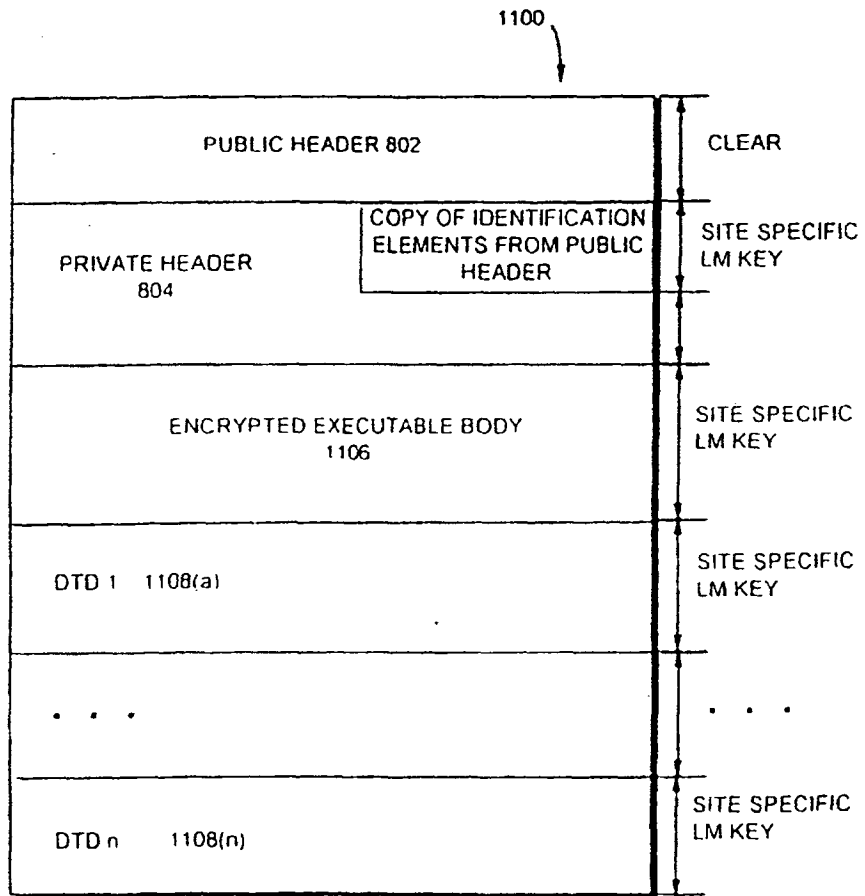 1100
PUBLIC HEADER 802
CLEAR
PRIVATE HEADER
804
COPY OF IDENTIFICATION
ELEMENTS FROM PUBLIC
HEADER
SITE SPECIFIC
LM KEY
ENCRYPTED EXECUTABLE BODY
1106
SITE SPECIFIC
LM KEY
DTD 1 1108(a)
SITE SPECIFIC
LM KEY
. . .
. . .
DTD n 1108(n)
SITE SPECIFIC
LM KEY